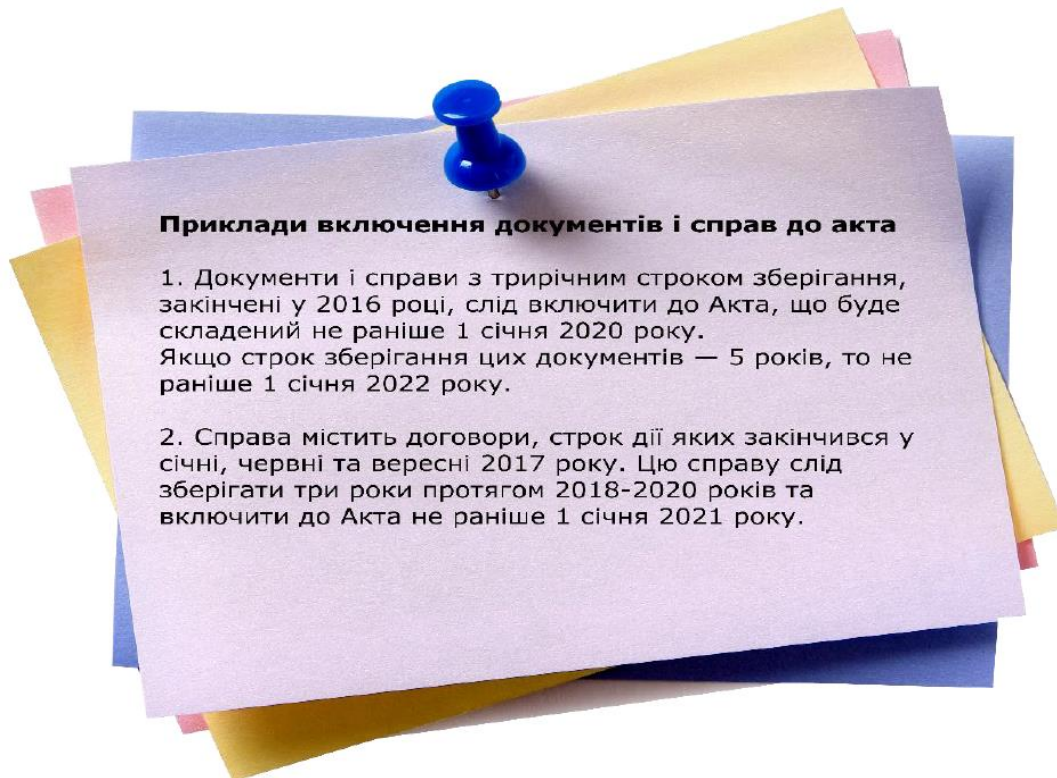 Приклади включення документів і справ до акта
1. Документи і справи з трирічним строком зберігання,
закінчені у 2016 році, слід включити до Акта, що буде
складений не раніше 1 січня 2020 року.
Якщо строк зберігання цих документів — 5 років, то не
раніше 1 січня 2022 року.
2. Справа містить договори, строк дії яких закінчився у
січні, червні та вересні 2017 року. Цю справу слід
зберігати три роки протягом 2018-2020 років та
включити до Акта не раніше 1 січня 2021 року.